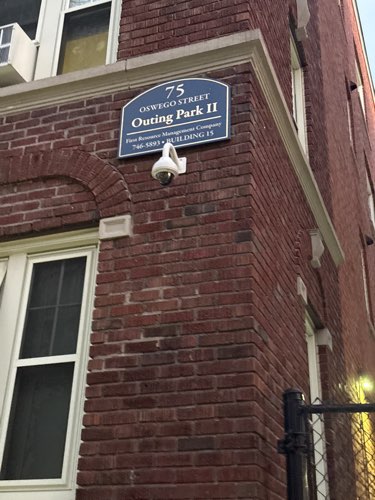 75
OSWEGO STREET
Outing Park II
First Resource Management Company
746-5893 • BUILDING 15